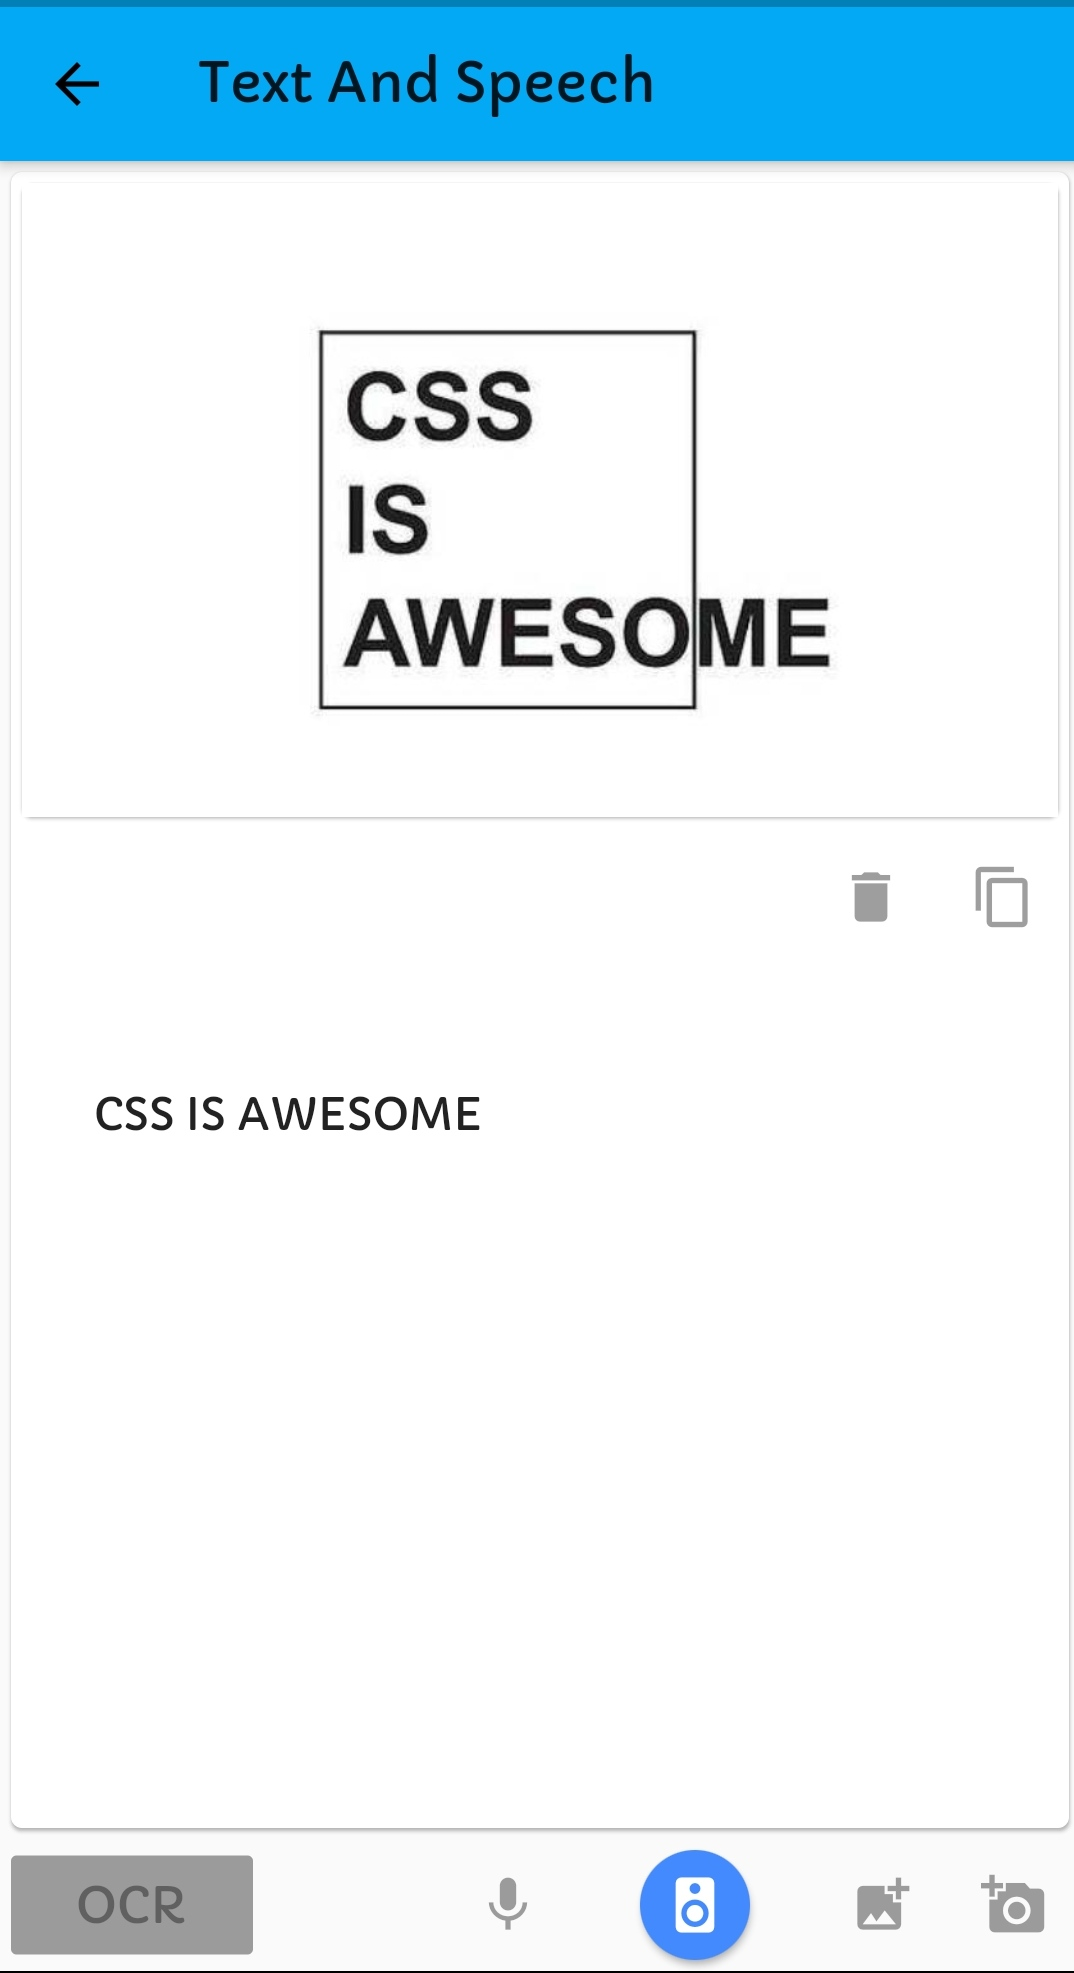 Text And Speech
CSS
IS
AWESOME
CSS IS AWESOME
OCR